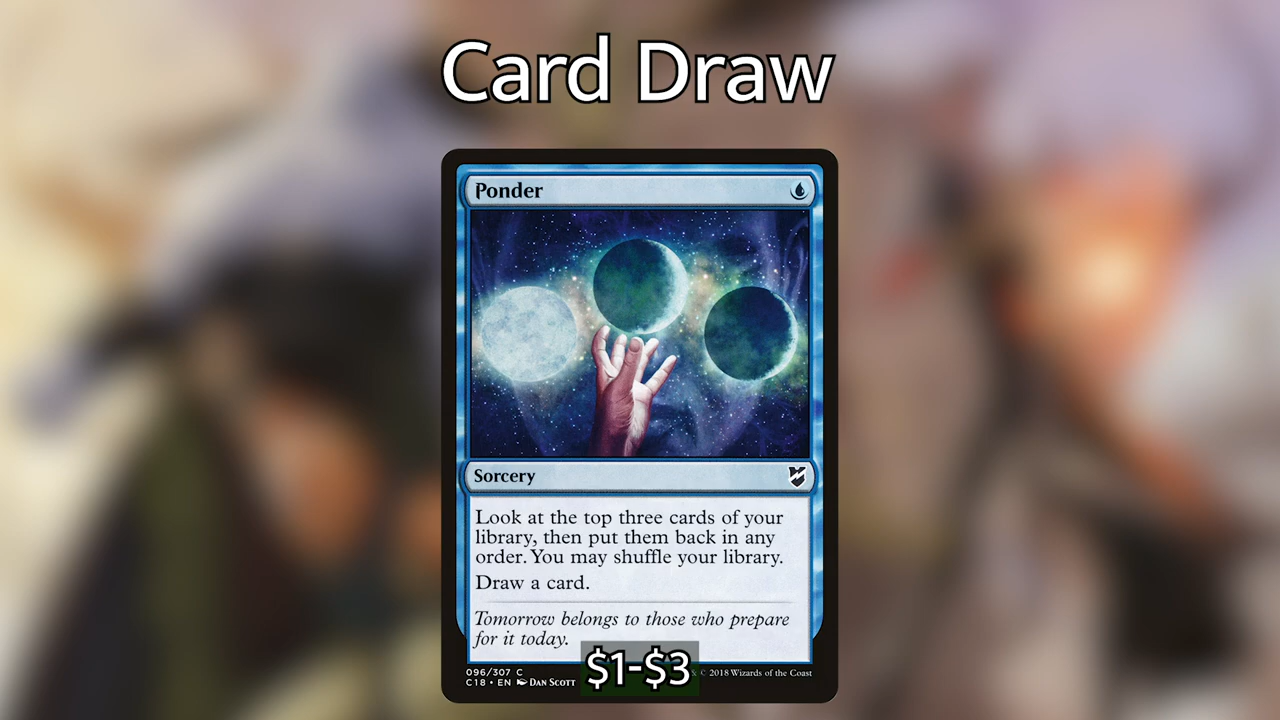 Card Draw
Ponder
Sorcery
Look at the top three cards of your
library, then put them back in any
order. You may shuffle your library.
Draw a card.
Tomorrow belongs to those who prepare
for it today.
$1-$3
096/307 C
C18 • EN DAN SCOTT
& © 2018 Wizards of the Coast